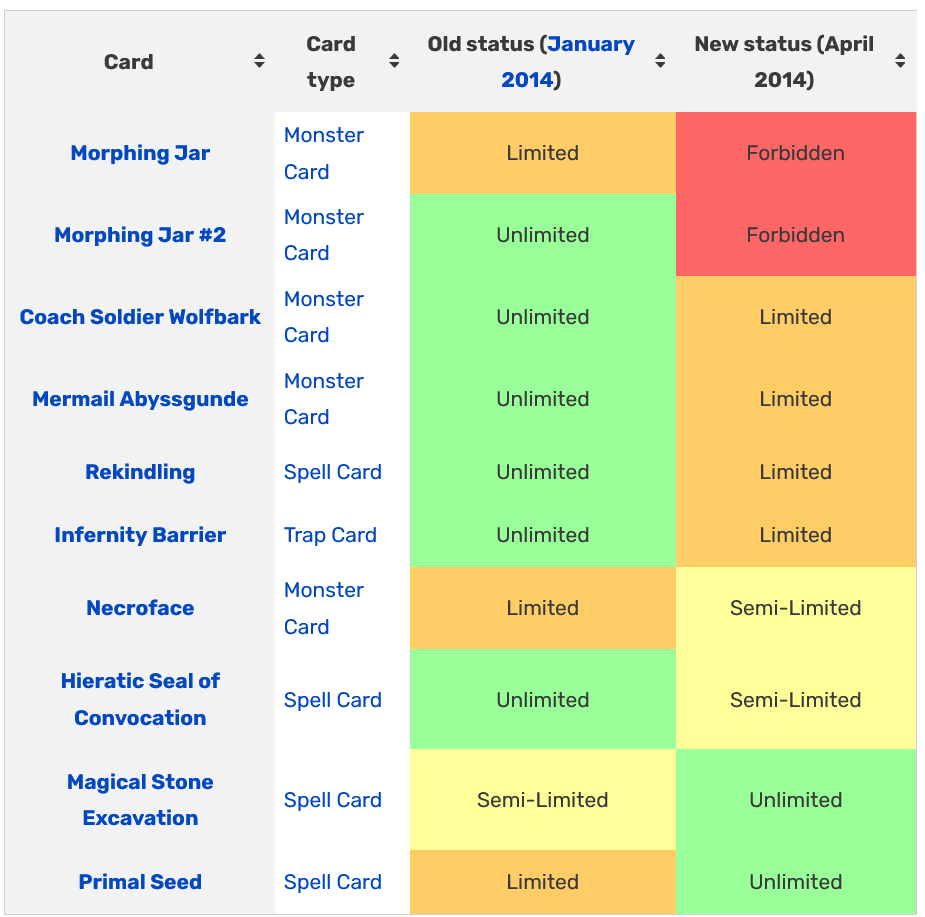 Card
Card type
Old status (January 2014)
New status (April 2014)
Morphing Jar
Monster Card
Limited
Forbidden
Morphing Jar #2
Monster Card
Unlimited
Forbidden
Coach Soldier Wolfbark
Monster Card
Unlimited
Limited
Mermail Abyssgunde
Monster Card
Unlimited
Limited
Rekindling
Spell Card
Unlimited
Limited
Infernity Barrier
Trap Card
Unlimited
Limited
Necroface
Monster Card
Limited
Semi-Limited
Hieratic Seal of Convocation
Spell Card
Unlimited
Semi-Limited
Magical Stone Excavation
Spell Card
Semi-Limited
Unlimited
Primal Seed
Spell Card
Limited
Unlimited